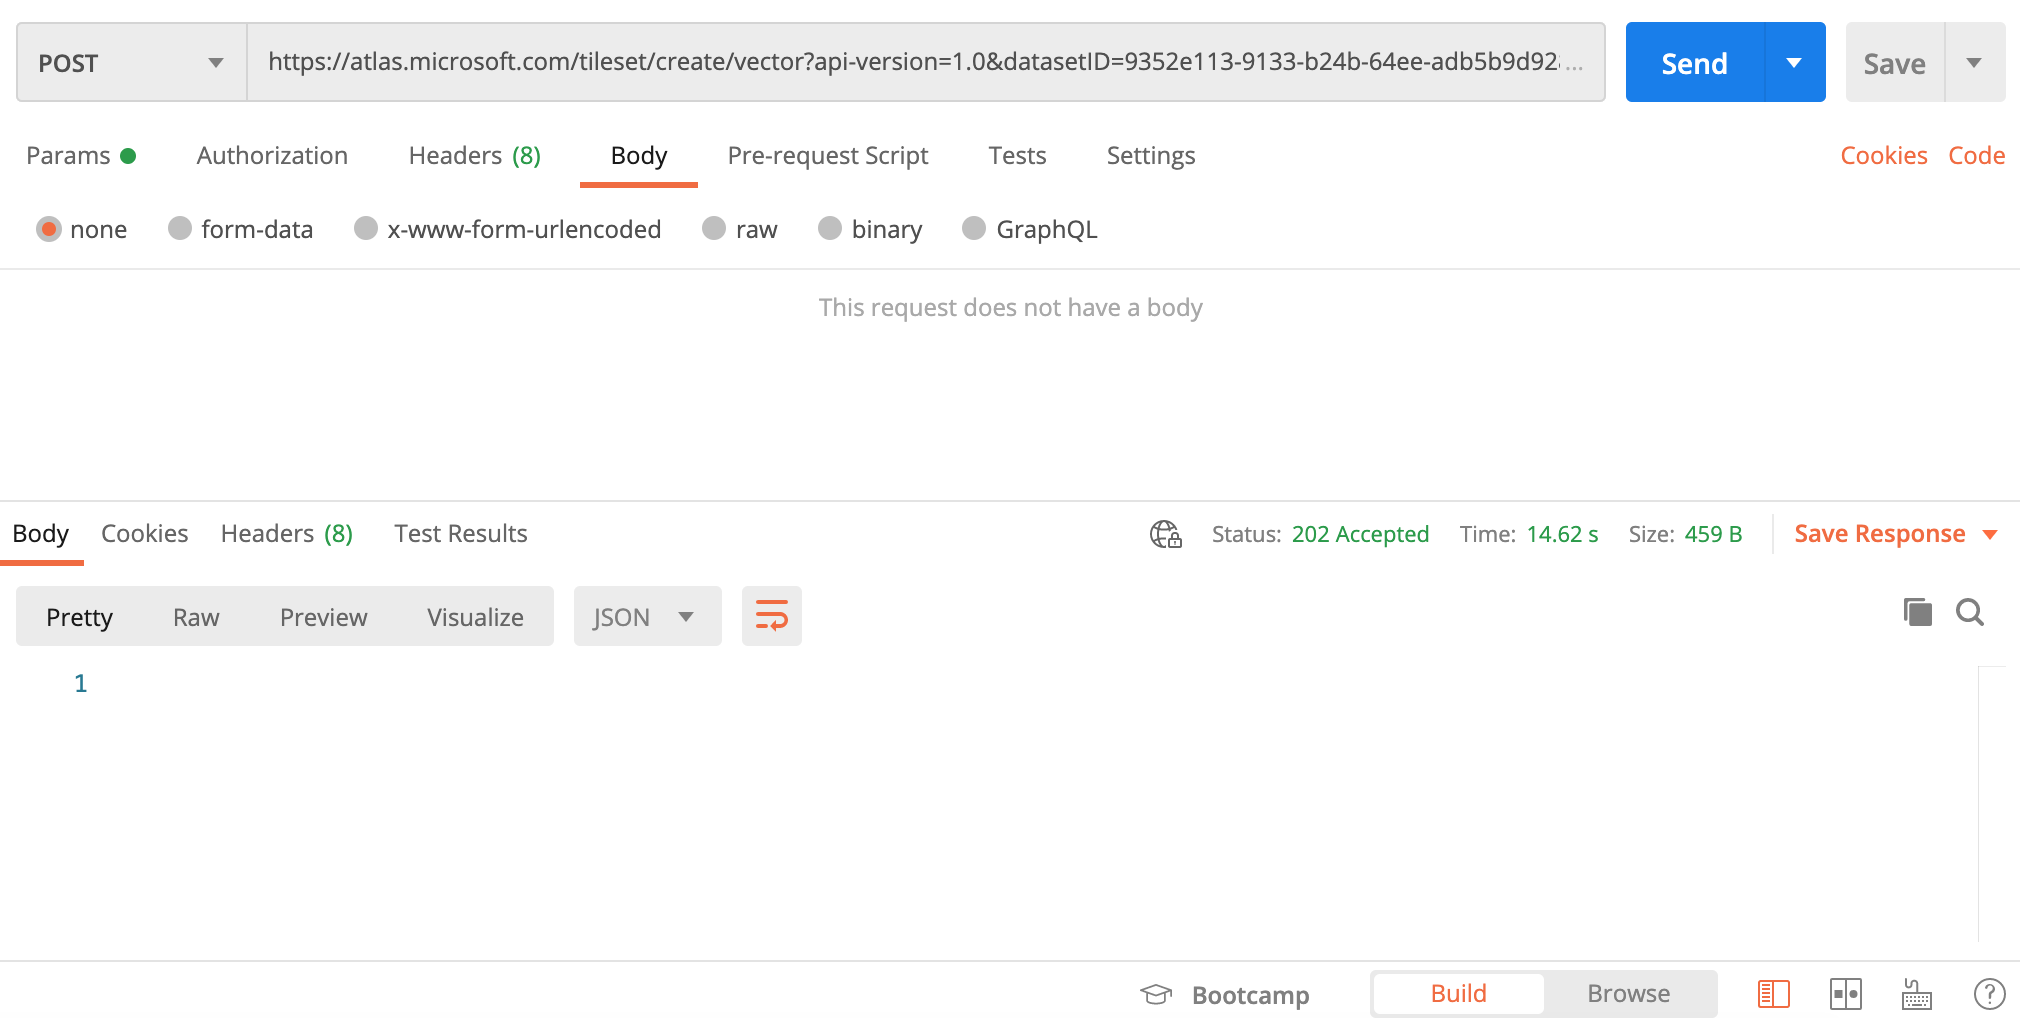 POST https://atlas.microsoft.com/tileset/create/vector?api-version=1.0&datasetID=9352e113-9133-b24b-64ee-adb5b9d92... Send Save
Params Authorization Headers (8) Body Pre-request Script Tests Settings Cookies Code
none form-data x-www-form-urlencoded raw binary GraphQL
This request does not have a body
Body Cookies Headers (8) Test Results Status: 202 Accepted Time: 14.62 s Size: 459 B Save Response
Pretty Raw Preview Visualize JSON
1
Bootcamp Build Browse ?